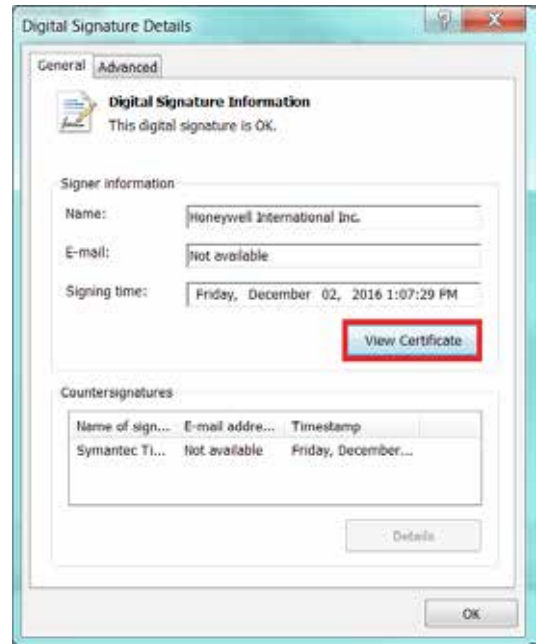 Digital Signature Details
General Advanced
Digital Signature Information
This digital signature is OK.
Signer information
Name: Honeywell International Inc.
E-mail: Not available
Signing time: Friday, December 02, 2016 1:07:29 PM
View Certificate
Countersignatures
Name of sign... E-mail addre... Timestamp
Symantec Ti... Not available Friday, December...
Details
OK